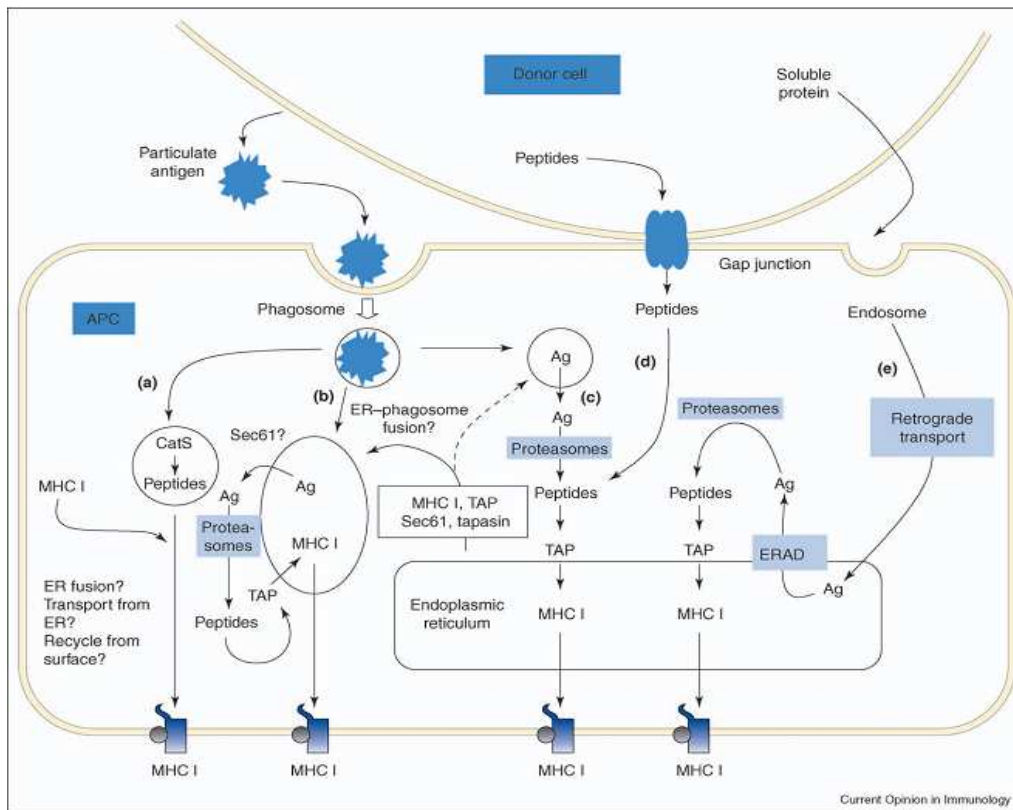 Donor cell
Soluble
protein
Particulate
antigen
Peptides
Gap junction
Phagosome
APC
Peptides
Endosome
(a)
(b)
Ag
(c)
(d)
(e)
ER–phagosome
fusion?
Ag
Proteasomes
Retrograde
transport
CatS
Peptides
Sec61?
Ag
Ag
Proteasomes
Ag
MHC I
MHC I, TAP
Sec61, tapasin
Peptides
Peptides
Protea-
somes
MHC I
TAP
TAP
ERAD
Ag
ER fusion?
Transport from
ER?
Recycle from
surface?
TAP
Peptides
Endoplasmic
reticulum
MHC I
MHC I
MHC I
MHC I
MHC I
MHC I
Current Opinion in Immunology